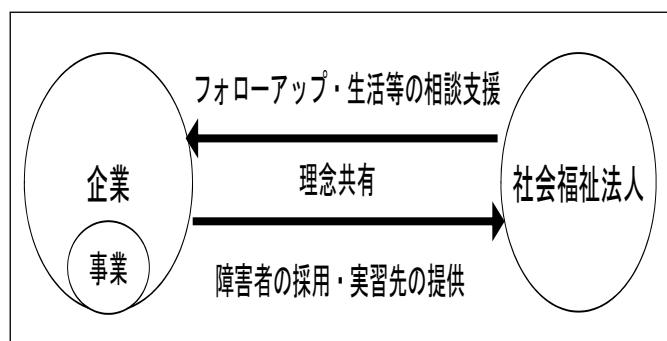 フォローアップ・生活等の相談支援
企業
理念共有
社会福祉法人
事業
障害者の採用・実習先の提供